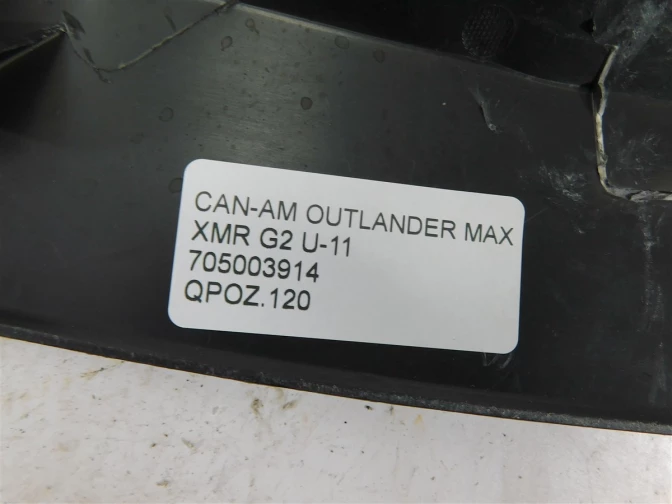 CAN-AM OUTLANDER MAX
XMR G2 U-11
705003914
QPOZ.120